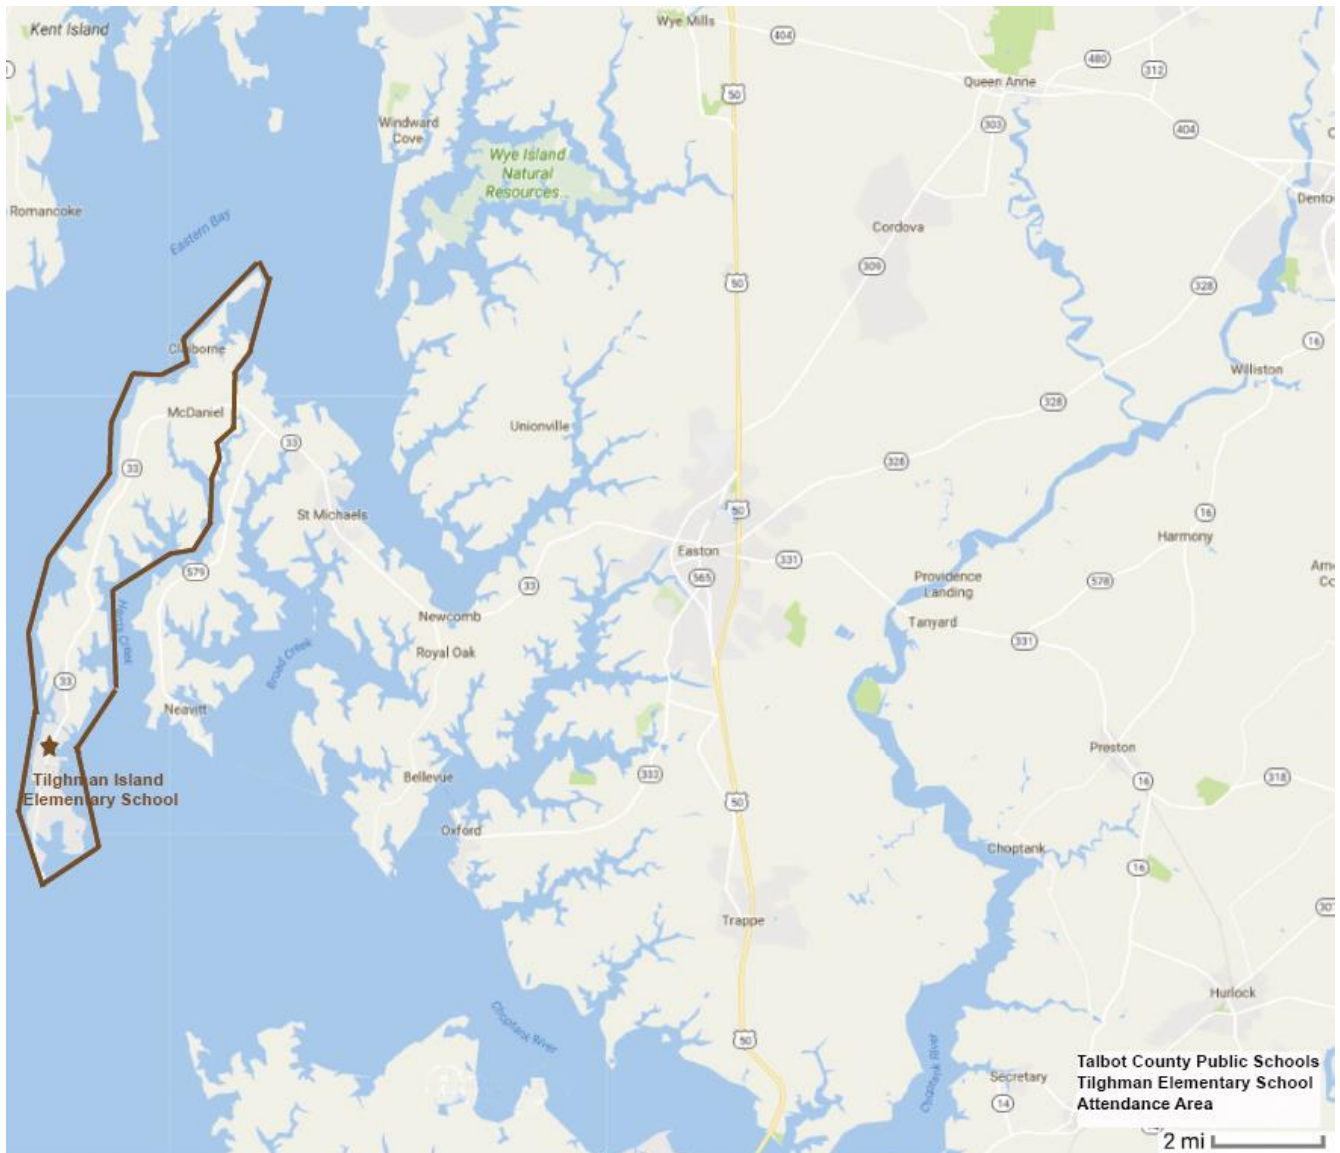 Kent Island
Wye Mills
404
480
312
Queen Anne
50
303
404
Windward
Cove
Wye Island
Natural
Resources...
Romancoke
Eastern Bay
Cordova
309
50
328
16
Claiborne
Williston
McDaniel
328
Unionville
33
33
328
St Michaels
50
16
Easton
331
Harmony
565
579
33
Providence
Landing
578
Harris Creek
Newcomb
Tanyard
331
Royal Oak
Broad Creek
33
Neavitt
Preston
Tilghman Island
Elementary School
Bellevue
333
16
318
50
Oxford
Choptank
16
Trappe
Hurlock
Choptank River
50
Choptank River
Secretary
14
Talbot County Public Schools
Tilghman Elementary School
Attendance Area
2 mi